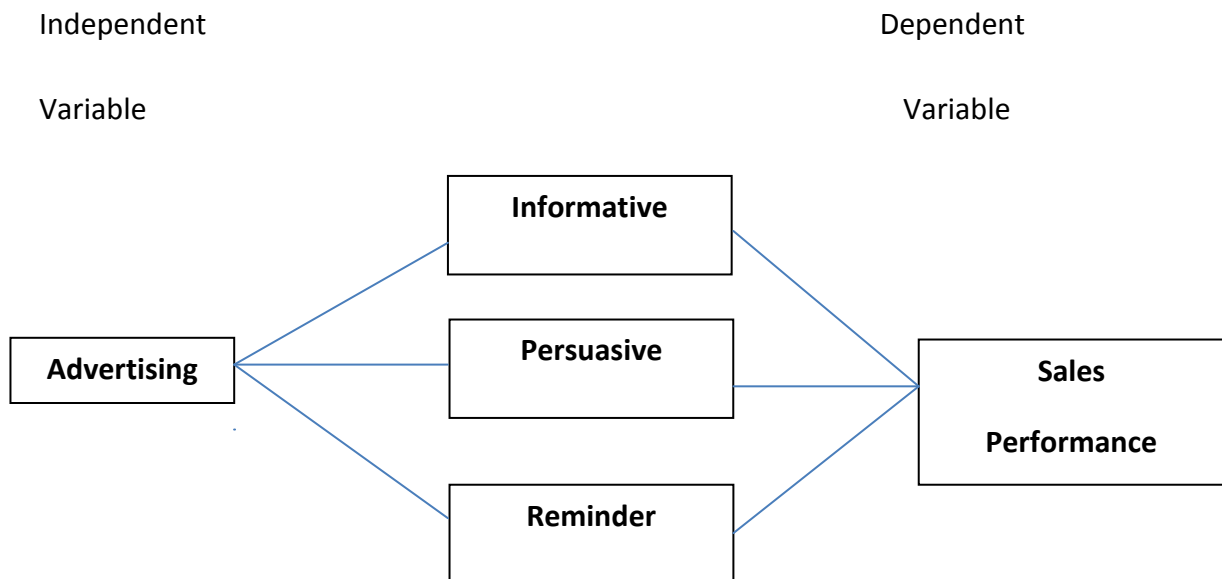 Independent Dependent
Variable Variable
Informative
Persuasive
Advertising
Sales
Performance
Reminder